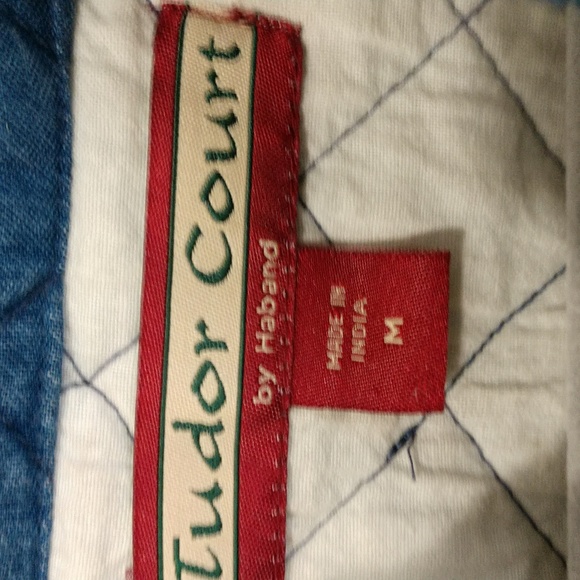 Tudor Court
by Haband
MADE IN
INDIA
M